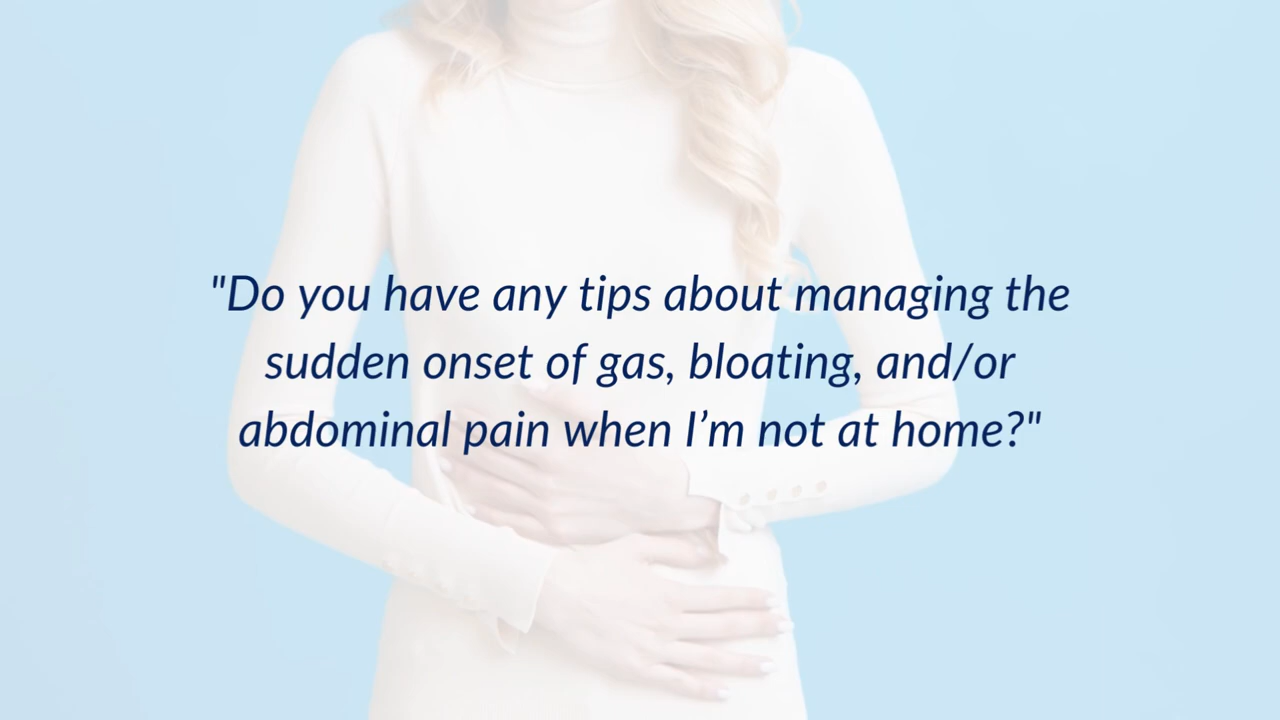 "Do you have any tips about managing the
sudden onset of gas, bloating, and/or
abdominal pain when I’m not at home?"